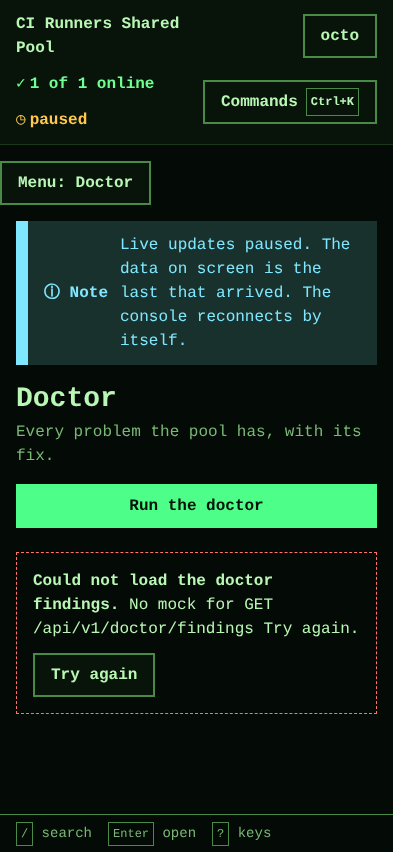 CI Runners Shared
Pool
octo
✓ 1 of 1 online
Commands Ctrl+K
◷ paused
Menu: Doctor
ⓘ Note
Live updates paused. The
data on screen is the
last that arrived. The
console reconnects by
itself.
Doctor
Every problem the pool has, with its
fix.
Run the doctor
Could not load the doctor
findings. No mock for GET
/api/v1/doctor/findings Try again.
Try again
/ search Enter open ? keys